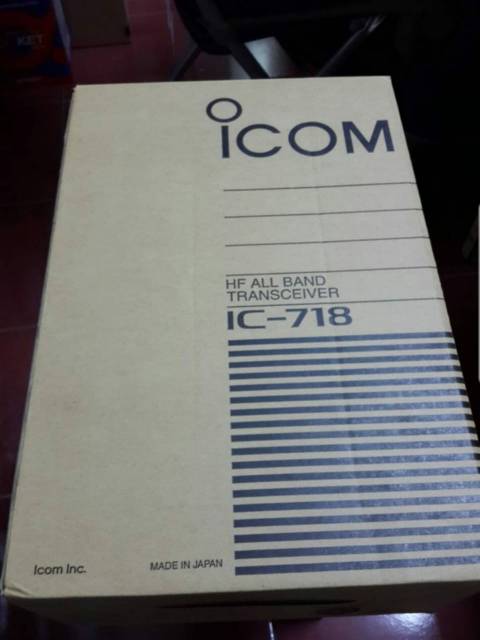 ICOM
HF ALL BAND
TRANSCEIVER
IC-718
Icom Inc.
MADE IN JAPAN